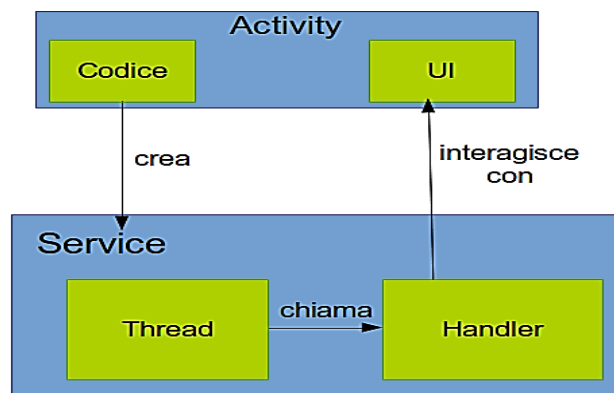 Activity
Codice
UI
crea
interagisce
con
Service
Thread
chiama
Handler